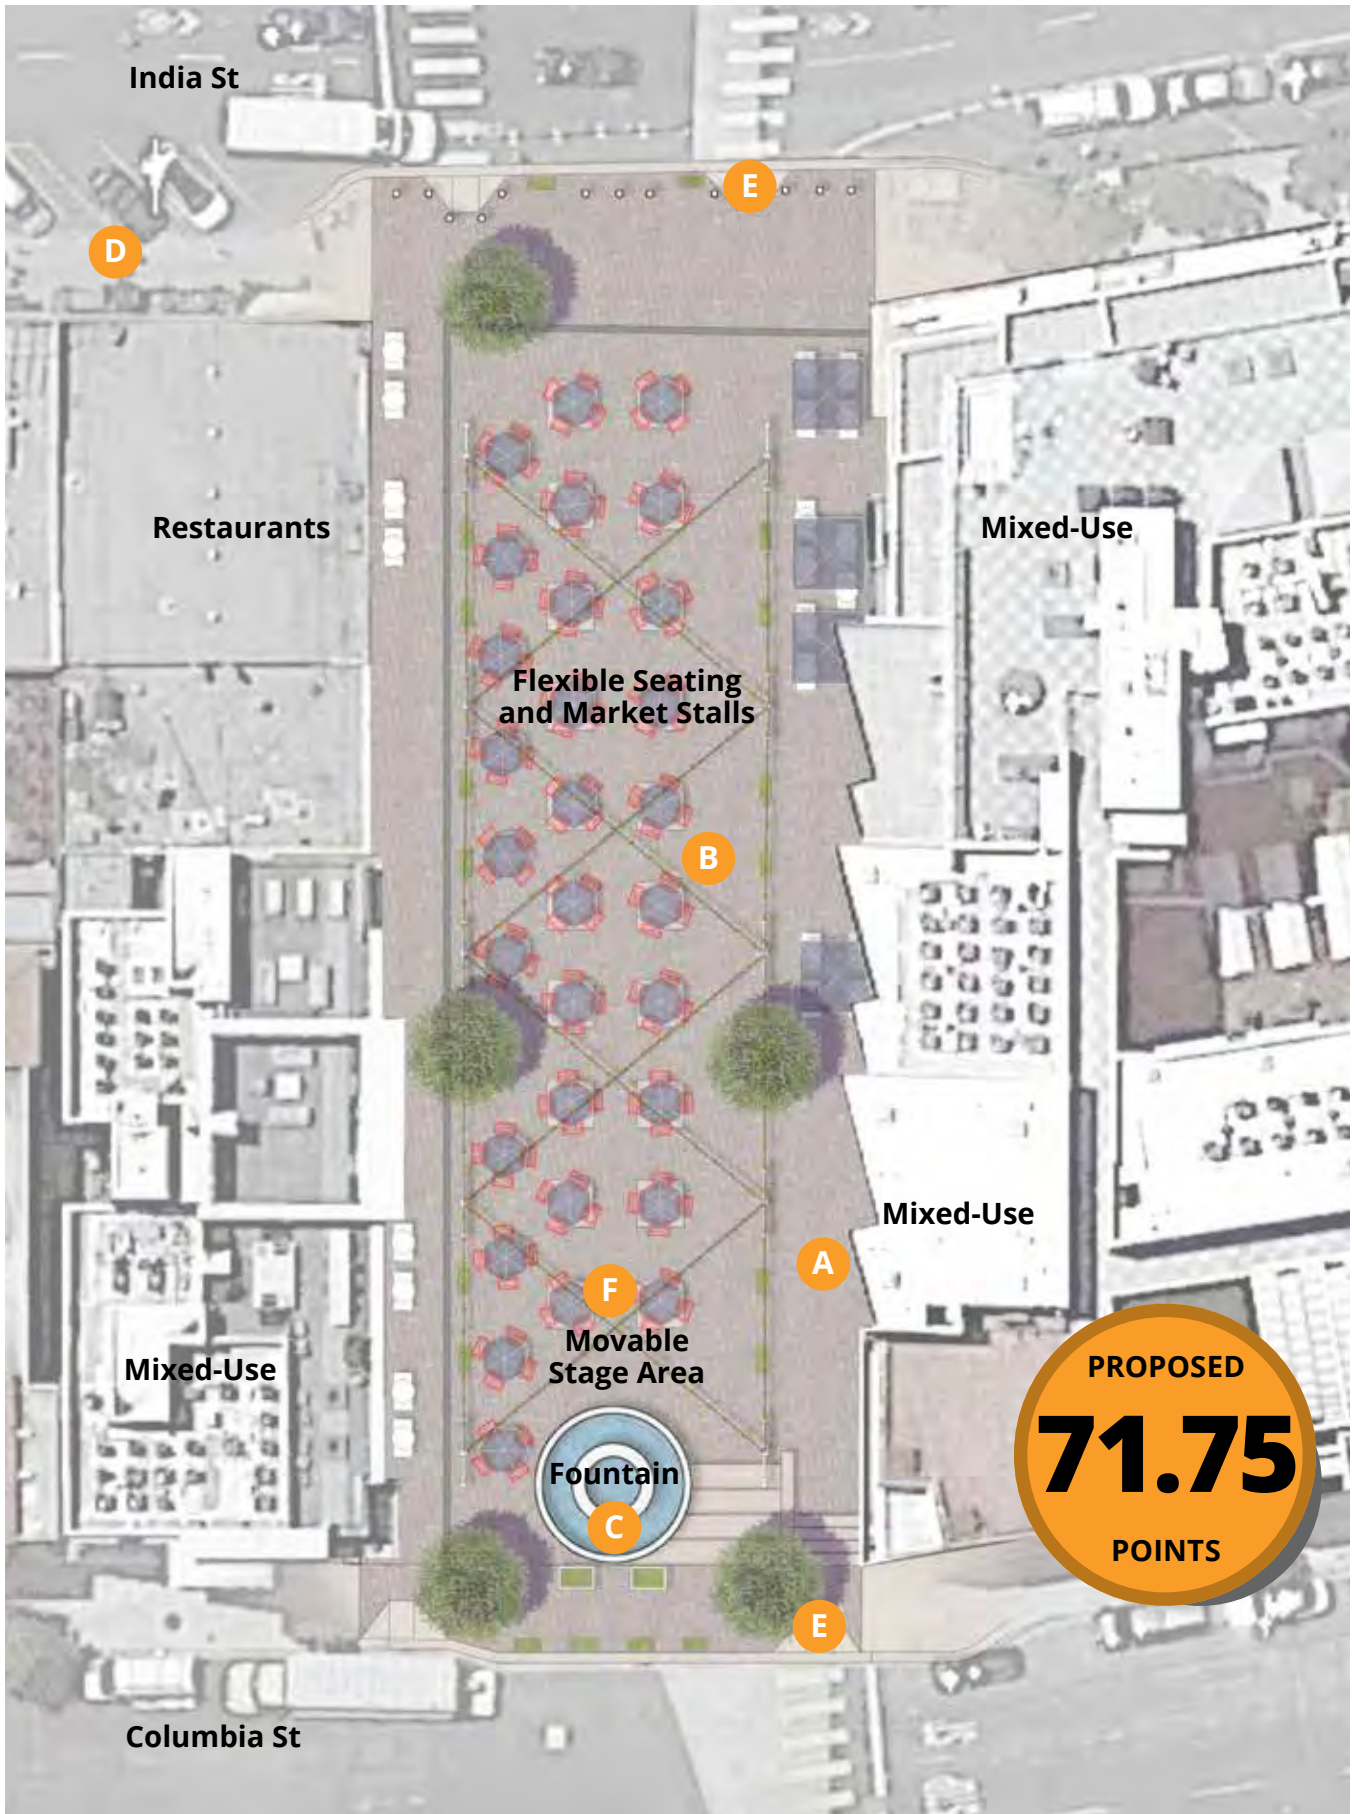 India St
E
D
Restaurants
Mixed-Use
Flexible Seating
and Market Stalls
B
Mixed-Use
A
F
Movable
Stage Area
Mixed-Use
PROPOSED
71.75
POINTS
Fountain
C
E
Columbia St